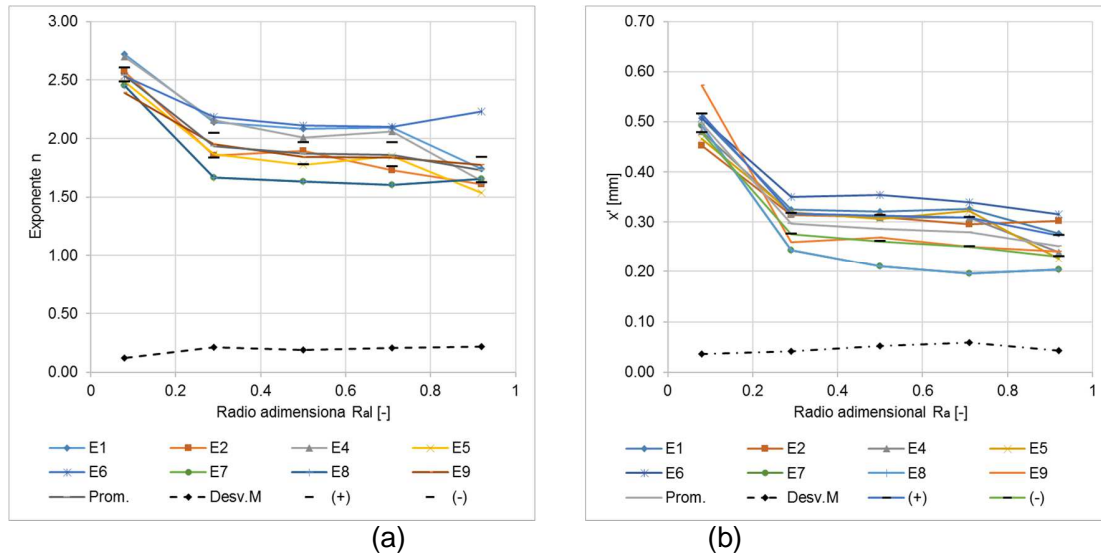 3.00
2.50
2.00
1.50
1.00
0.50
0.00
Exponente n
0 0.2 0.4 0.6 0.8 1
Radio adimensiona Ral [-]
E1 E2 E4 E5
E6 E7 E8 E9
Prom. Desv.M (+) (-)
(a)
0.70
0.60
0.50
0.40
0.30
0.20
0.10
0.00
x' [mm]
0 0.2 0.4 0.6 0.8 1
Radio adimensional Ra [-]
E1 E2 E4 E5
E6 E7 E8 E9
Prom. Desv.M (+) (-)
(b)